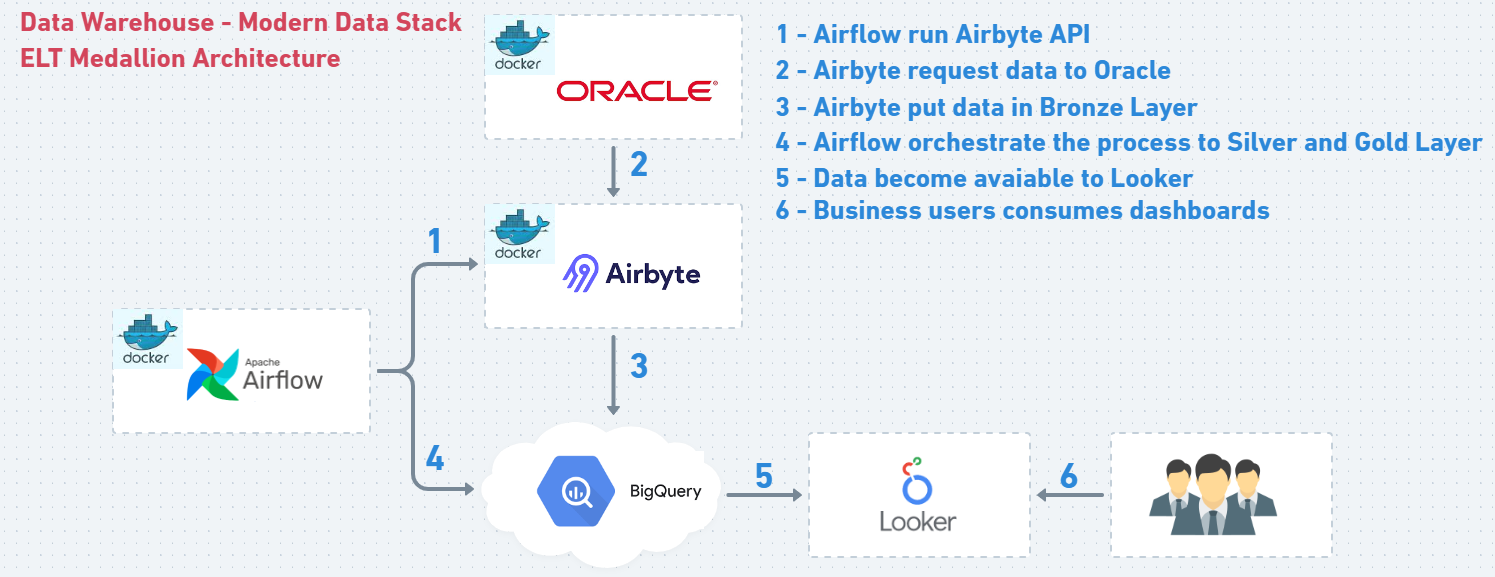 Data Warehouse - Modern Data Stack
ELT Medallion Architecture
docker
ORACLE®
1 - Airflow run Airbyte API
2 - Airbyte request data to Oracle
3 - Airbyte put data in Bronze Layer
4 - Airflow orchestrate the process to Silver and Gold Layer
5 - Data become avaiable to Looker
6 - Business users consumes dashboards
2
docker
Airbyte
1
docker
Apache
Airflow
3
4
BigQuery
5
Looker
6